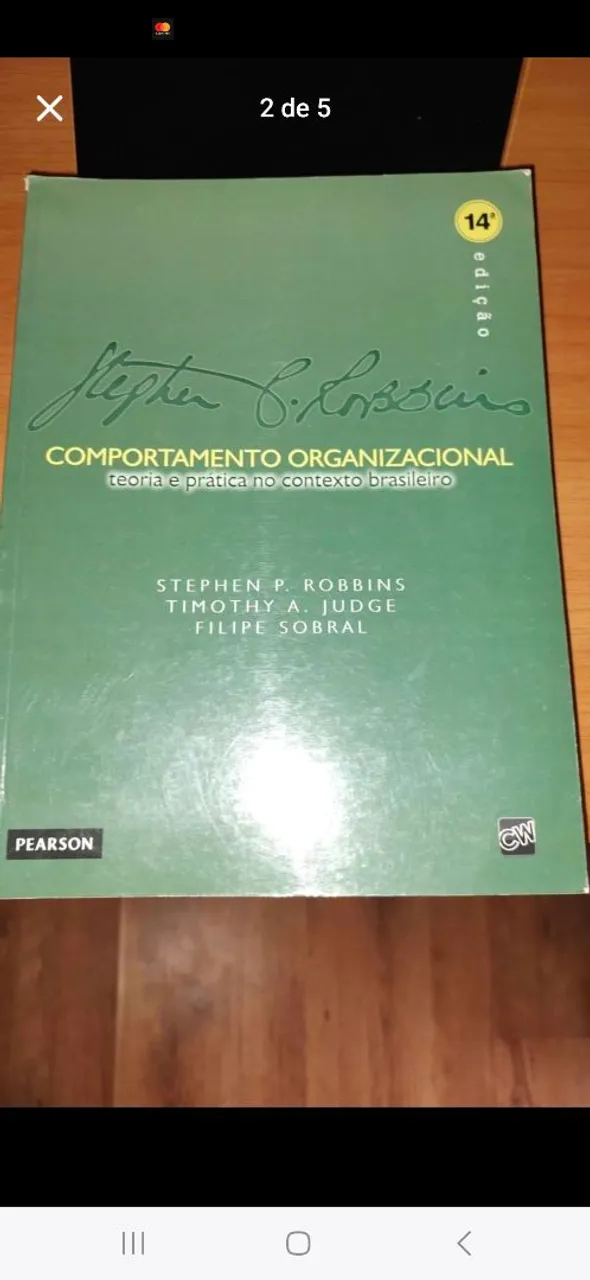 2 de 5
14ª
edição
Stephen P. Robbins
COMPORTAMENTO ORGANIZACIONAL
teoria e prática no contexto brasileiro
STEPHEN P. ROBBINS
TIMOTHY A. JUDGE
FILIPE SOBRAL
PEARSON
CW